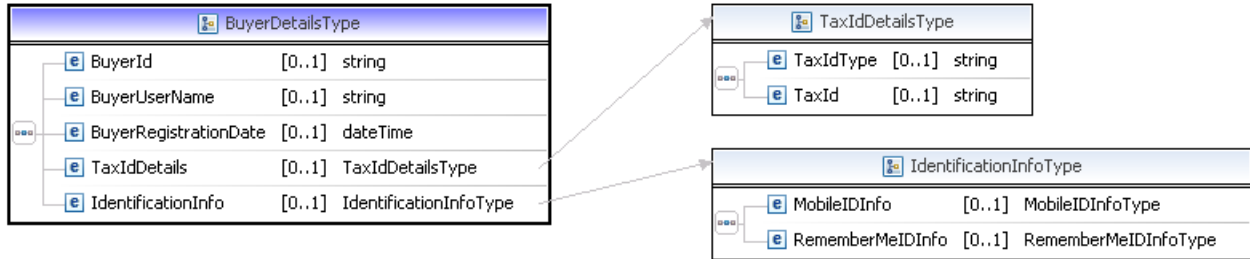 BuyerDetailsType
e BuyerId [0..1] string
e BuyerUserName [0..1] string
e BuyerRegistrationDate [0..1] dateTime
e TaxIdDetails [0..1] TaxIdDetailsType
e IdentificationInfo [0..1] IdentificationInfoType
TaxIdDetailsType
e TaxIdType [0..1] string
e TaxId [0..1] string
IdentificationInfoType
e MobileIDInfo [0..1] MobileIDInfoType
e RememberMeIDInfo [0..1] RememberMeIDInfoType